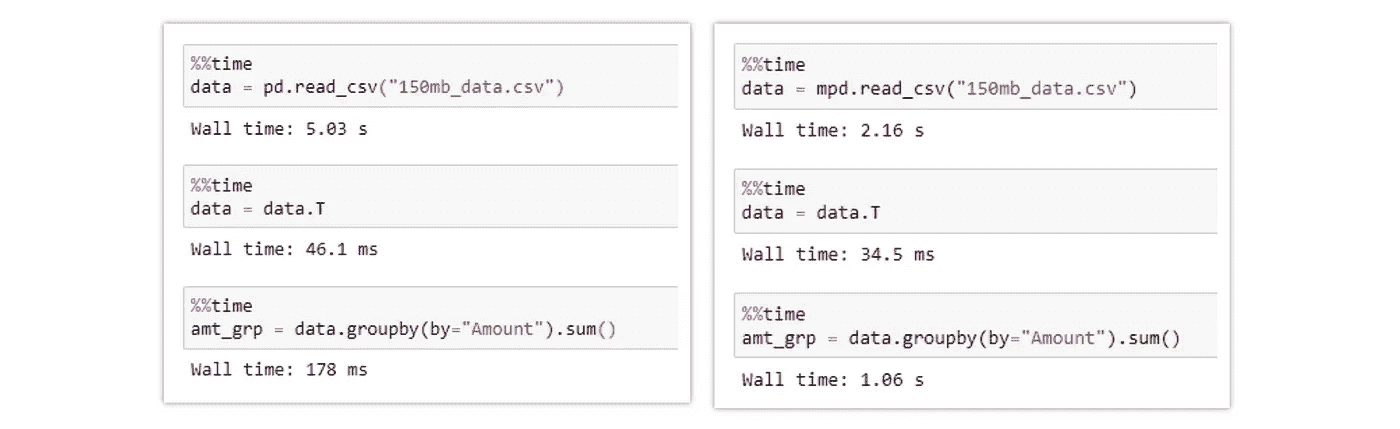 %%time
data = pd.read_csv("150mb_data.csv")
Wall time: 5.03 s
%%time
data = data.T
Wall time: 46.1 ms
%%time
amt_grp = data.groupby(by="Amount").sum()
Wall time: 178 ms
%%time
data = mpd.read_csv("150mb_data.csv")
Wall time: 2.16 s
%%time
data = data.T
Wall time: 34.5 ms
%%time
amt_grp = data.groupby(by="Amount").sum()
Wall time: 1.06 s